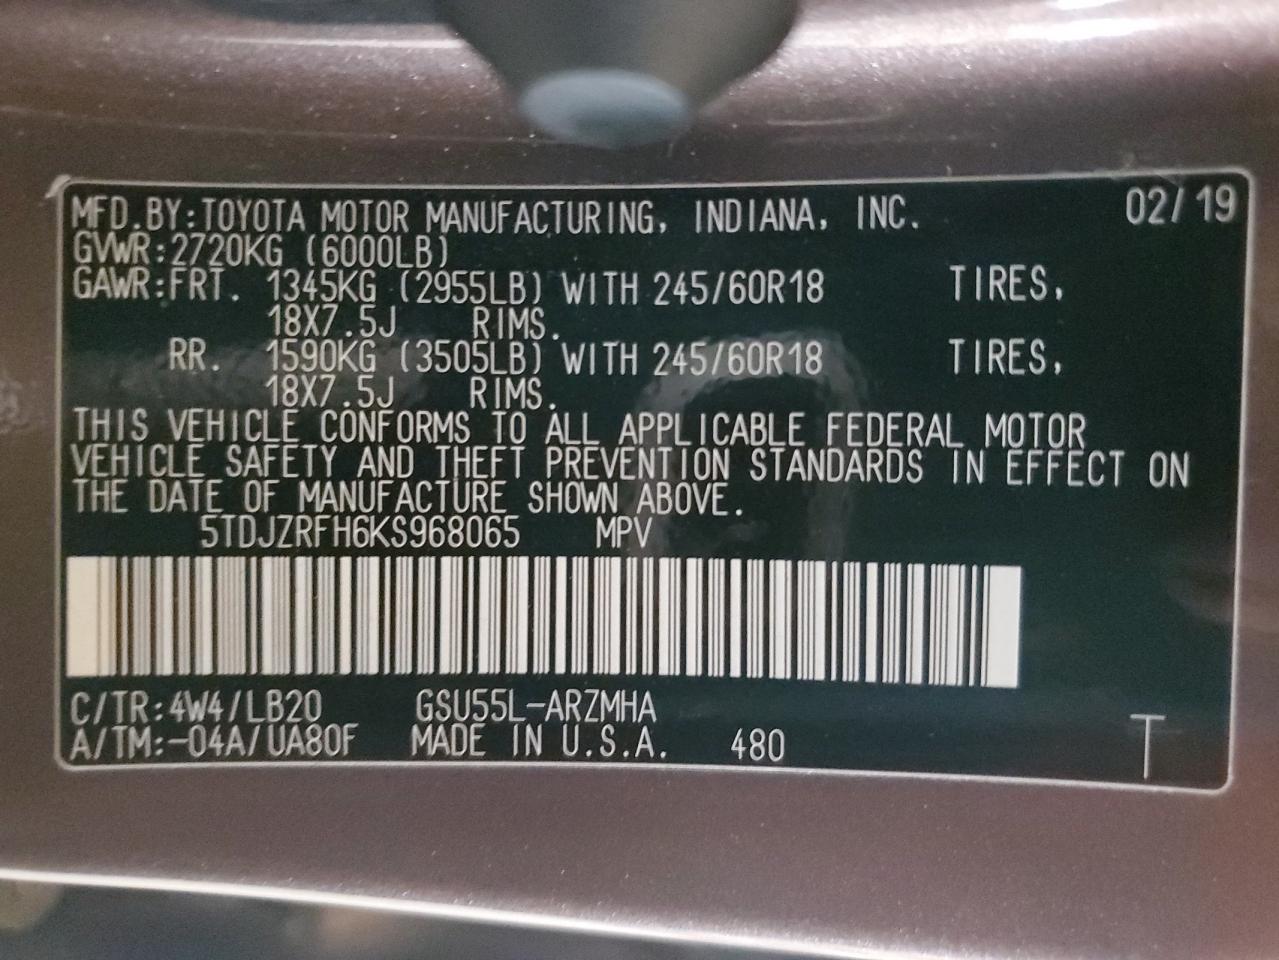 MFD.BY:TOYOTA MOTOR MANUFACTURING, INDIANA, INC. 02/19
GVWR:2720KG (6000LB)
GAWR:FRT. 1345KG (2955LB) WITH 245/60R18 TIRES,
18X7.5J RIMS.
RR. 1590KG (3505LB) WITH 245/60R18 TIRES,
18X7.5J RIMS.
THIS VEHICLE CONFORMS TO ALL APPLICABLE FEDERAL MOTOR
VEHICLE SAFETY AND THEFT PREVENTION STANDARDS IN EFFECT ON
THE DATE OF MANUFACTURE SHOWN ABOVE.
5TDJZRFH6KS968065 MPV
C/TR:4W4/LB20 GSU55L-ARZMHA
A/TM:-04A/UA80F MADE IN U.S.A. 480 T